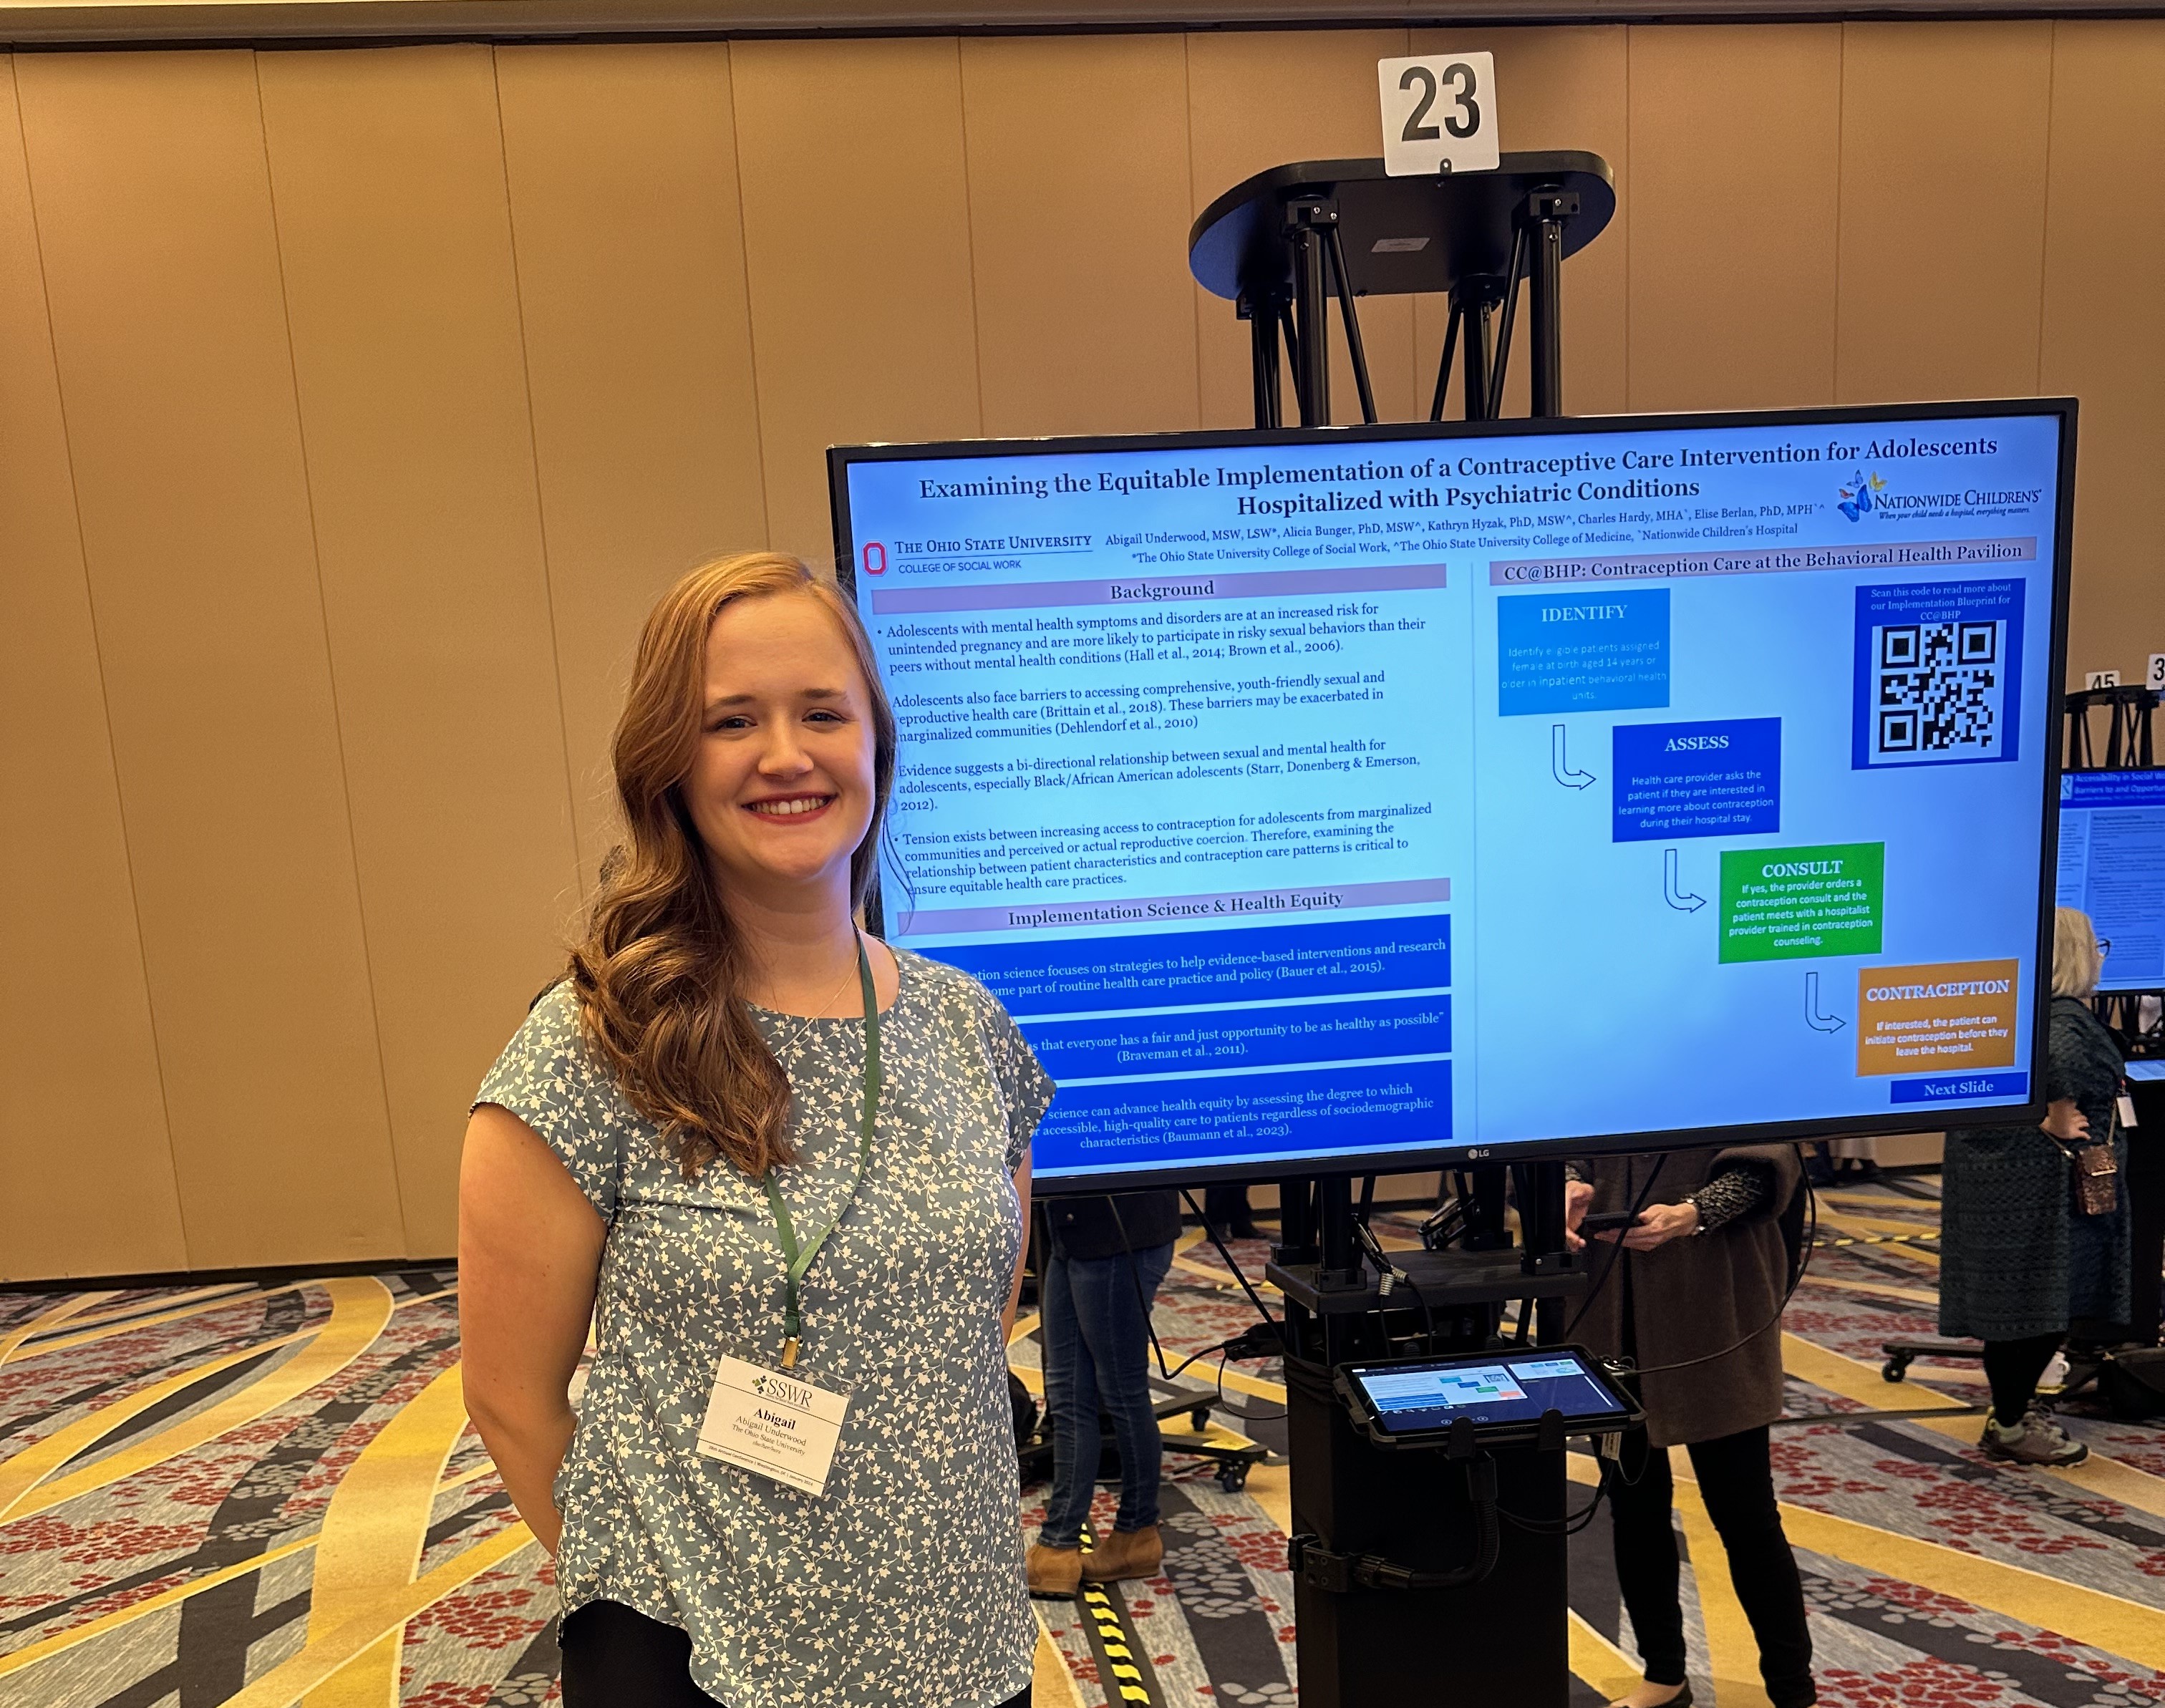 23
Examining the Equitable Implementation of a Contraceptive Care Intervention for Adolescents
Hospitalized with Psychiatric Conditions
NATIONWIDE CHILDREN'S
When your child needs a hospital, everything matters.
THE OHIO STATE UNIVERSITY
COLLEGE OF SOCIAL WORK
Abigail Underwood, MSW, LSW*, Alicia Bunger, PhD, MSW^, Kathryn Hyzak, PhD, MSW^, Charles Hardy, MHA`, Elise Berlan, PhD, MPH`^
*The Ohio State University College of Social Work, ^The Ohio State University College of Medicine, `Nationwide Children's Hospital
Background
• Adolescents with mental health symptoms and disorders are at an increased risk for
unintended pregnancy and are more likely to participate in risky sexual behaviors than their
peers without mental health conditions (Hall et al., 2014; Brown et al., 2006).
Adolescents also face barriers to accessing comprehensive, youth-friendly sexual and
eproductive health care (Brittain et al., 2018). These barriers may be exacerbated in
marginalized communities (Dehlendorf et al., 2010)
Evidence suggests a bi-directional relationship between sexual and mental health for
adolescents, especially Black/African American adolescents (Starr, Donenberg & Emerson,
2012).
• Tension exists between increasing access to contraception for adolescents from marginalized
communities and perceived or actual reproductive coercion. Therefore, examining the
relationship between patient characteristics and contraception care patterns is critical to
ensure equitable health care practices.
Implementation Science & Health Equity
tion science focuses on strategies to help evidence-based interventions and research
ome part of routine health care practice and policy (Bauer et al., 2015).
s that everyone has a fair and just opportunity to be as healthy as possible"
(Braveman et al., 2011).
science can advance health equity by assessing the degree to which
r accessible, high-quality care to patients regardless of sociodemographic
characteristics (Baumann et al., 2023).
CC@BHP: Contraception Care at the Behavioral Health Pavilion
IDENTIFY
Identify eligible patients assigned
female at birth aged 14 years or
older in inpatient behavioral health
units.
Scan this code to read more about
our Implementation Blueprint for
CC@BHP
ASSESS
Health care provider asks the
patient if they are interested in
learning more about contraception
during their hospital stay.
CONSULT
If yes, the provider orders a
contraception consult and the
patient meets with a hospitalist
provider trained in contraception
counseling.
CONTRACEPTION
If interested, the patient can
initiate contraception before they
leave the hospital.
Next Slide
LG
45
3
Accessibility in Social
Barriers to and
SSWR
Abigail
Abigail Underwood
The Ohio State University
she/her/hers